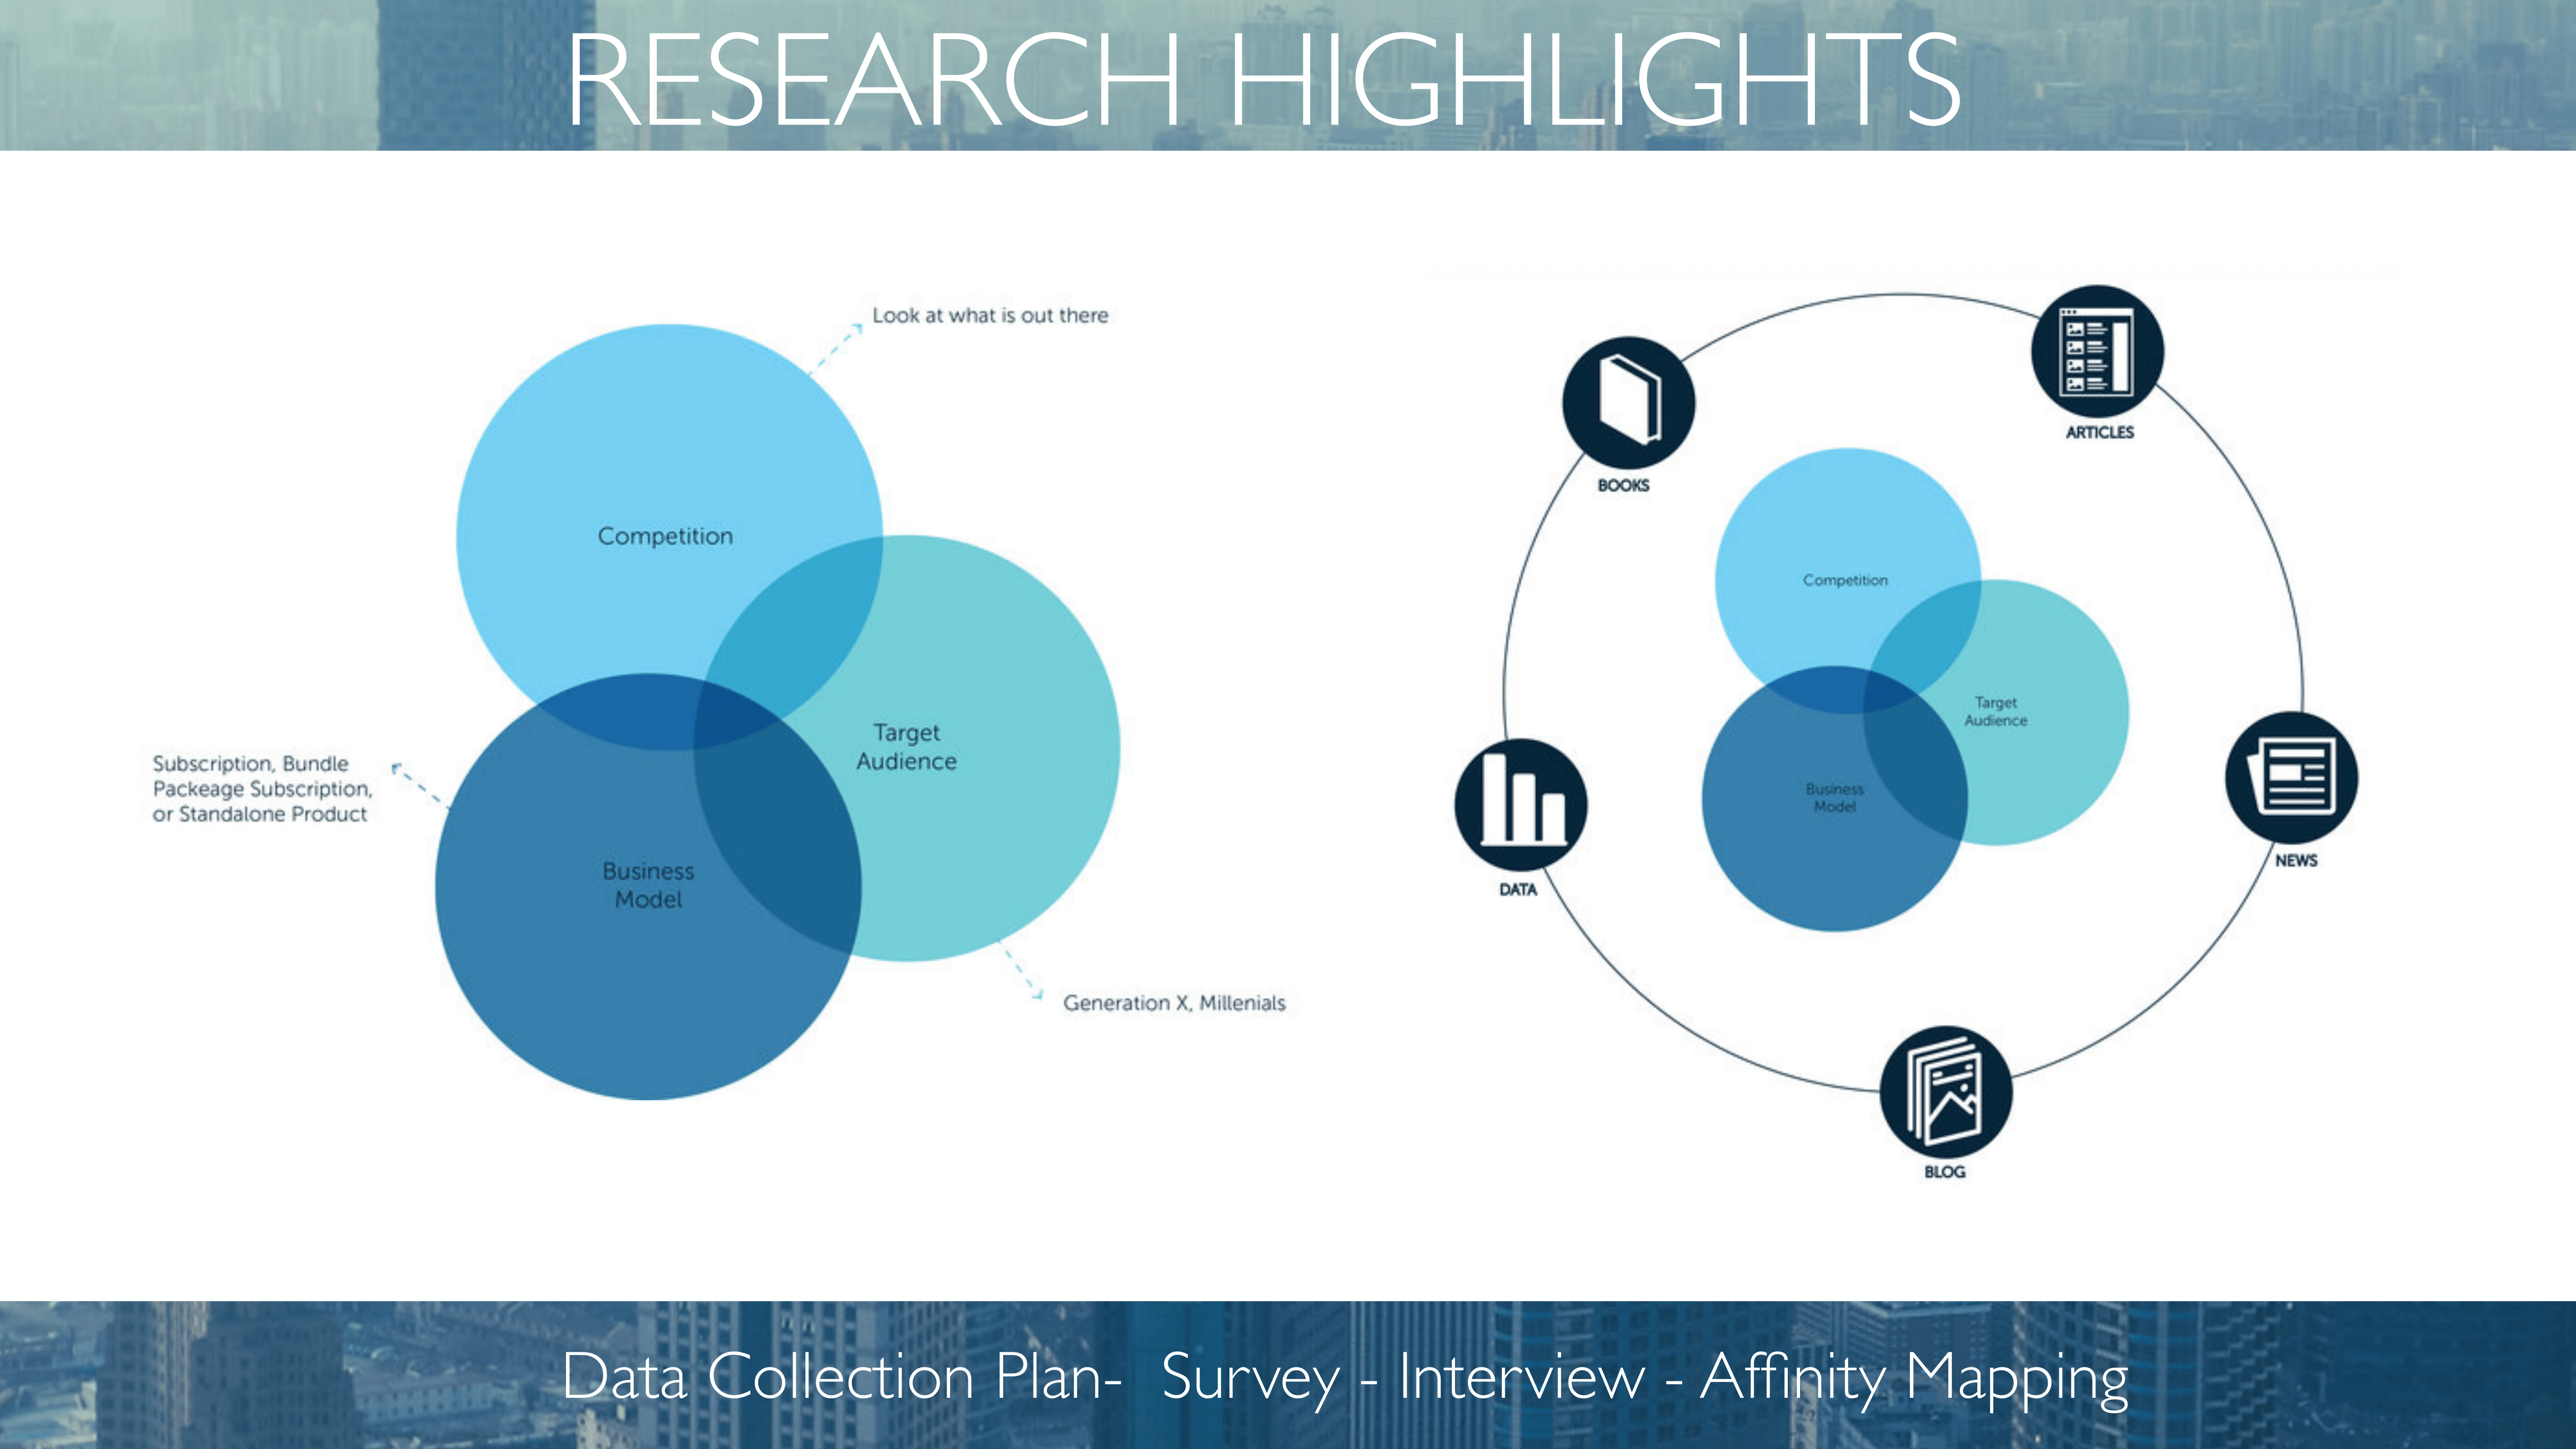 RESEARCH HIGHLIGHTS
Look at what is out there
Competition
Target
Audience
Subscription, Bundle
Packeage Subscription,
or Standalone Product
Business
Model
Generation X, Millenials
ARTICLES
BOOKS
Competition
Target
Audience
Business
Model
NEWS
DATA
BLOG
Data Collection Plan-  Survey - Interview - Affinity Mapping